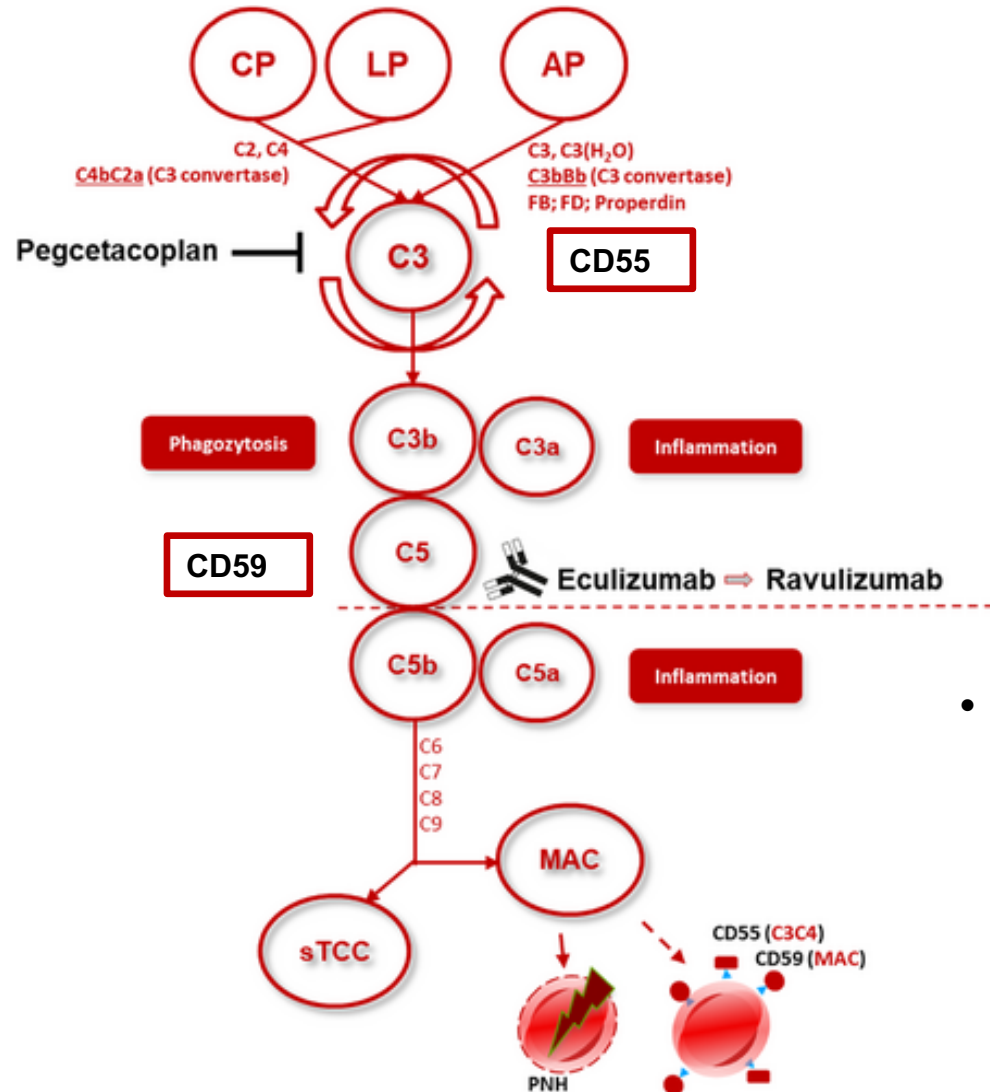 CP
LP
AP
C2, C4
C4bC2a (C3 convertase)
C3, C3(H₂O)
C3bBb (C3 convertase)
FB; FD; Properdin
Pegcetacoplan
C3
CD55
Phagozytosis
C3b
C3a
Inflammation
CD59
C5
Eculizumab ⇨ Ravulizumab
C5b
C5a
Inflammation
•
C6
C7
C8
C9
MAC
sTCC
CD55 (C3C4)
CD59 (MAC)
PNH